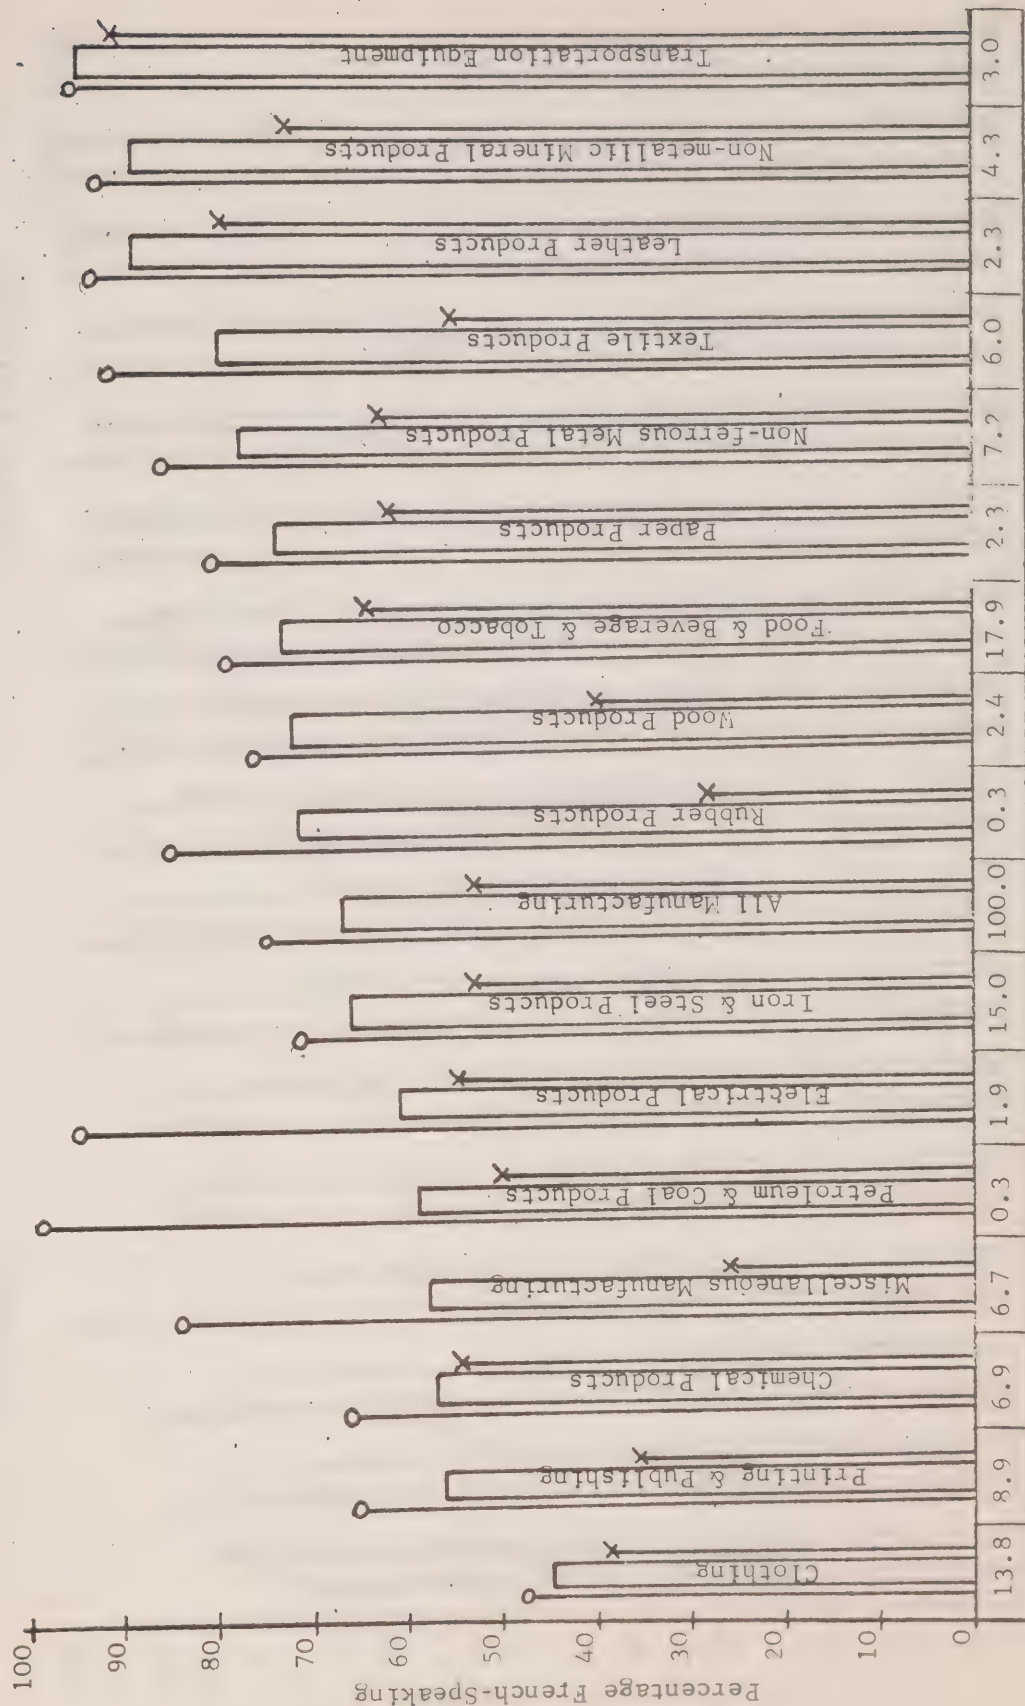 Percentage French-Speaking
100
90
80
70
60
50
40
30
20
10
0
Clothing
Printing & Publishing
Chemical Products
Miscellaneous Manufacturing
Petroleum & Coal Products
Electrical Products
Iron & Steel Products
All Manufacturing
Rubber Products
Wood Products
Food & Beverage & Tobacco
Paper Products
Non-ferrous Metal Products
Textile Products
Leather Products
Non-metallic Mineral Products
Transportation Equipment
13.8 8.9 6.9 6.7 0.3 1.9 15.0 100.0 0.3 2.4 17.9 2.3 7.2 6.0 2.3 4.3 3.0